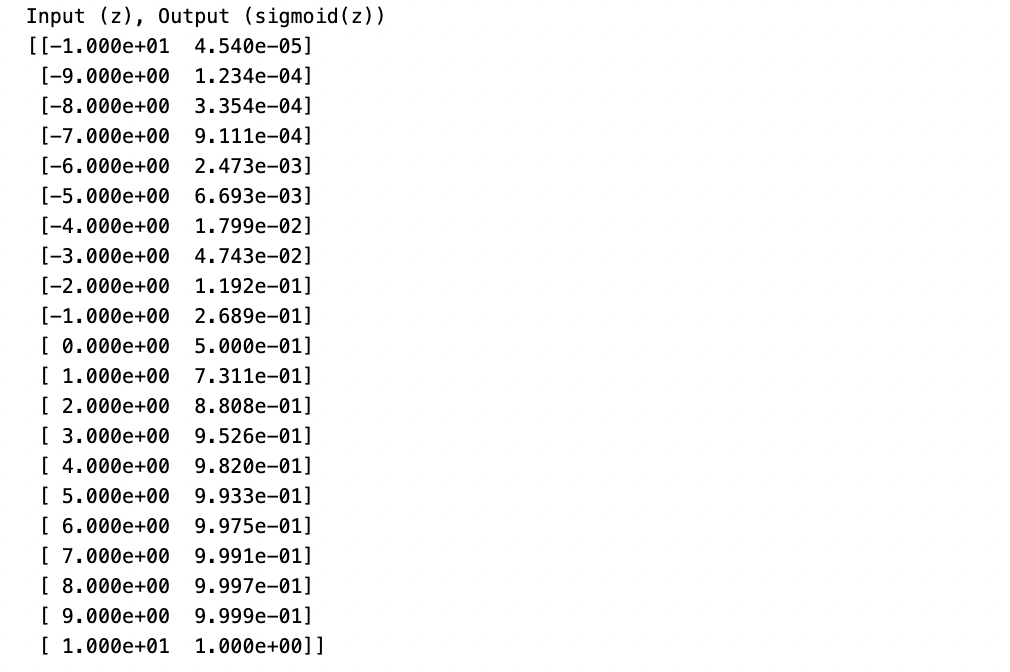 Input (z), Output (sigmoid(z))
[[-1.000e+01 4.540e-05]
[-9.000e+00 1.234e-04]
[-8.000e+00 3.354e-04]
[-7.000e+00 9.111e-04]
[-6.000e+00 2.473e-03]
[-5.000e+00 6.693e-03]
[-4.000e+00 1.799e-02]
[-3.000e+00 4.743e-02]
[-2.000e+00 1.192e-01]
[-1.000e+00 2.689e-01]
[ 0.000e+00 5.000e-01]
[ 1.000e+00 7.311e-01]
[ 2.000e+00 8.808e-01]
[ 3.000e+00 9.526e-01]
[ 4.000e+00 9.820e-01]
[ 5.000e+00 9.933e-01]
[ 6.000e+00 9.975e-01]
[ 7.000e+00 9.991e-01]
[ 8.000e+00 9.997e-01]
[ 9.000e+00 9.999e-01]
[ 1.000e+01 1.000e+00]]